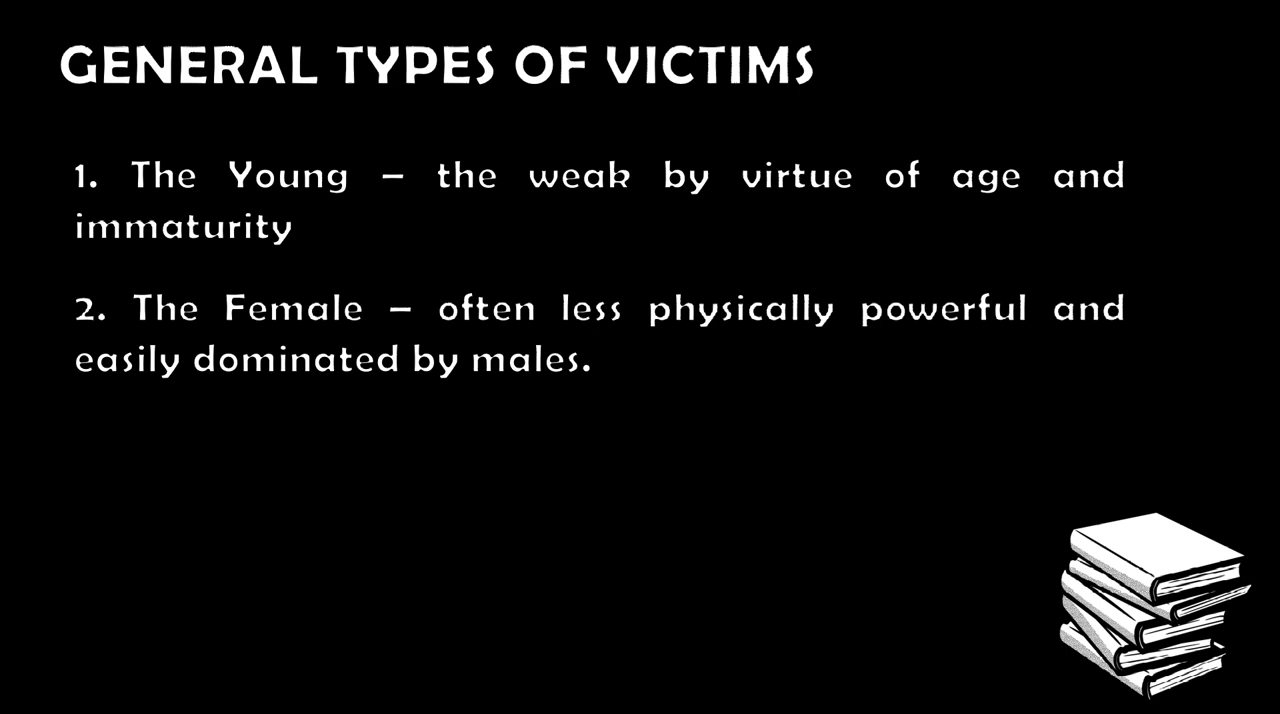 GENERAL TYPES OF VICTIMS
1. The Young – the weak by virtue of age and
immaturity
2. The Female – often less physically powerful and
easily dominated by males.